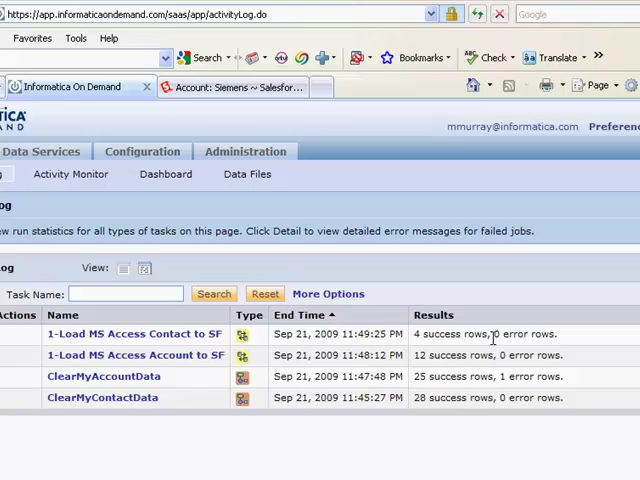 https://app.informaticaondemand.com/saas/app/activityLog.do
Google
Favorites Tools Help
Search Bookmarks ABC Check Translate »
Informatica On Demand × Account: Siemens ~ Salesfor...
Page
mmurray@informatica.com Preferenc
Data Services Configuration Administration
g Activity Monitor Dashboard Data Files
og
ew run statistics for all types of tasks on this page. Click Detail to view detailed error messages for failed jobs.
og View:
Task Name: Search Reset More Options
Actions Name Type End Time Results
1-Load MS Access Contact to SF Sep 21, 2009 11:49:25 PM 4 success rows, 0 error rows.
1-Load MS Access Account to SF Sep 21, 2009 11:48:12 PM 12 success rows, 0 error rows.
ClearMyAccountData Sep 21, 2009 11:47:48 PM 25 success rows, 1 error rows.
ClearMyContactData Sep 21, 2009 11:45:27 PM 28 success rows, 0 error rows.